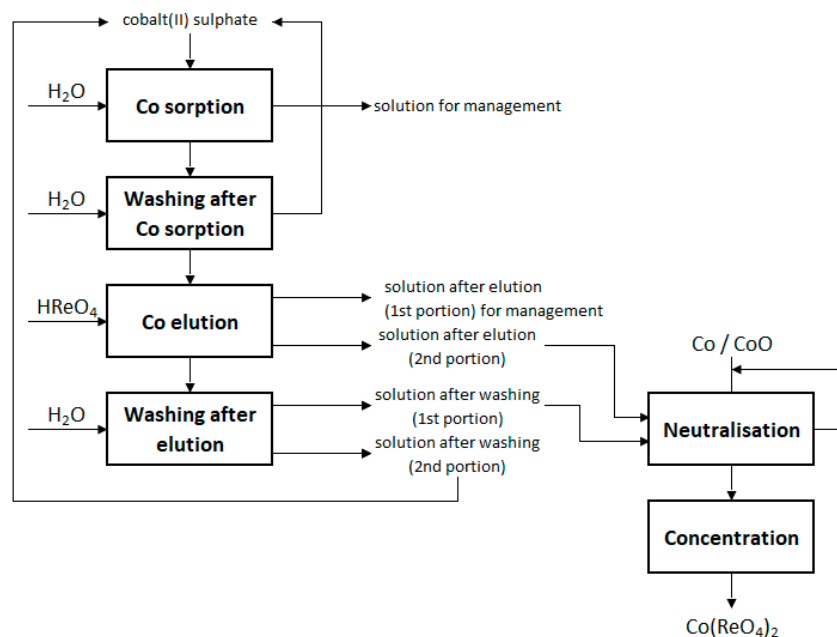 cobalt(II) sulphate
H₂O
Co sorption
solution for management
H₂O
Washing after
Co sorption
HReO₄
Co elution
solution after elution
(1st portion) for management
solution after elution
(2nd portion)
Co / CoO
H₂O
Washing after
elution
solution after washing
(1st portion)
solution after washing
(2nd portion)
Neutralisation
Concentration
Co(ReO₄)₂